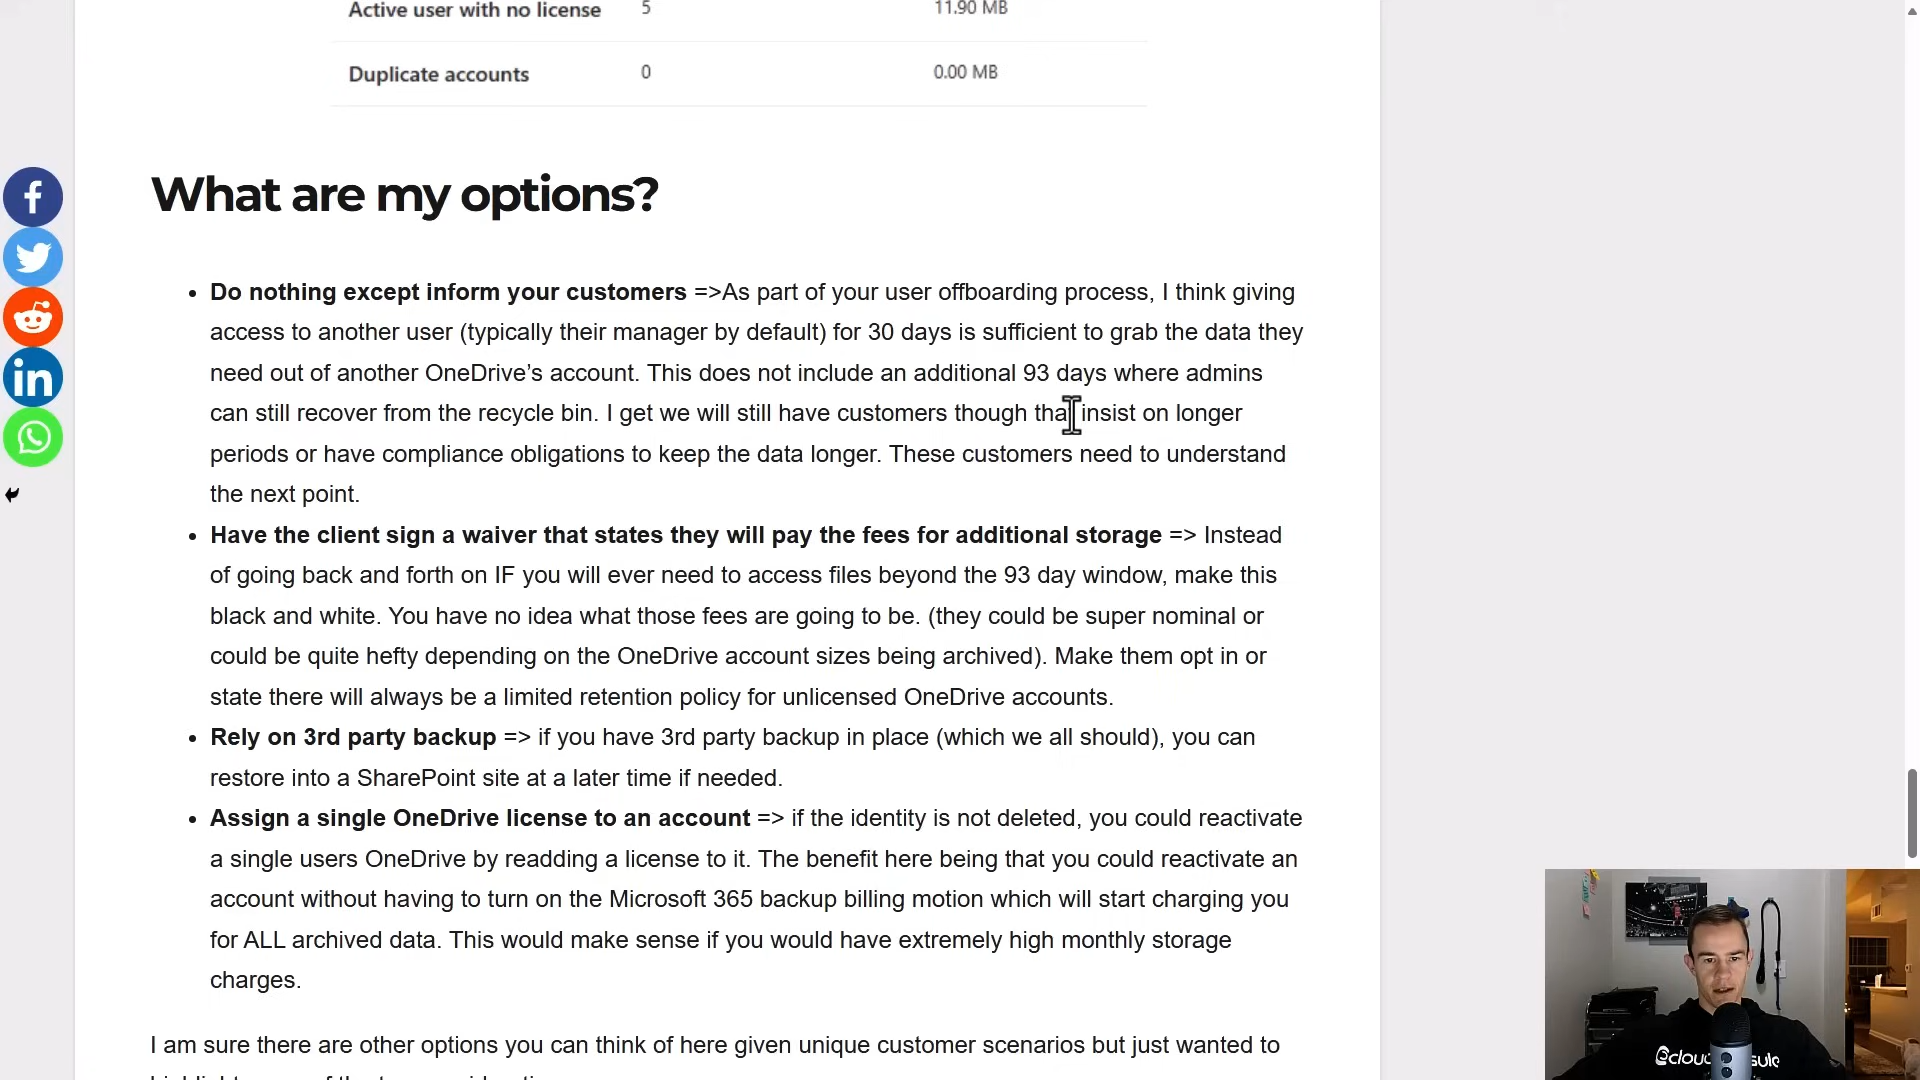 Active user with no license 5 11.90 MB
Duplicate accounts 0 0.00 MB
What are my options?
• Do nothing except inform your customers =>As part of your user offboarding process, I think giving
access to another user (typically their manager by default) for 30 days is sufficient to grab the data they
need out of another OneDrive’s account. This does not include an additional 93 days where admins
can still recover from the recycle bin. I get we will still have customers though that insist on longer
periods or have compliance obligations to keep the data longer. These customers need to understand
the next point.
• Have the client sign a waiver that states they will pay the fees for additional storage => Instead
of going back and forth on IF you will ever need to access files beyond the 93 day window, make this
black and white. You have no idea what those fees are going to be. (they could be super nominal or
could be quite hefty depending on the OneDrive account sizes being archived). Make them opt in or
state there will always be a limited retention policy for unlicensed OneDrive accounts.
• Rely on 3rd party backup => if you have 3rd party backup in place (which we all should), you can
restore into a SharePoint site at a later time if needed.
• Assign a single OneDrive license to an account => if the identity is not deleted, you could reactivate
a single users OneDrive by readding a license to it. The benefit here being that you could reactivate an
account without having to turn on the Microsoft 365 backup billing motion which will start charging you
for ALL archived data. This would make sense if you would have extremely high monthly storage
charges.
I am sure there are other options you can think of here given unique customer scenarios but just wanted to